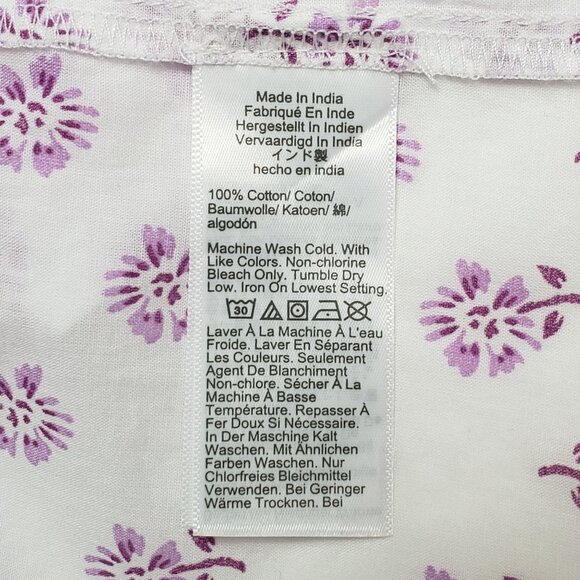 Made In India
Fabriqué En Inde
Hergestellt In Indien
Vervaardigd In India
インド製
hecho en india
100% Cotton/ Coton/
Baumwolle/ Katoen/ 綿/
algodón
Machine Wash Cold. With
Like Colors. Non-chlorine
Bleach Only. Tumble Dry
Low. Iron On Lowest Setting.
30
Laver À La Machine À L'eau
Froide. Laver En Séparant
Les Couleurs. Seulement
Agent De Blanchiment
Non-chlore. Sécher À La
Machine À Basse
Température. Repasser À
Fer Doux Si Nécessaire.
In Der Maschine Kalt
Waschen. Mit Ähnlichen
Farben Waschen. Nur
Chlorfreies Bleichmittel
Verwenden. Bei Geringer
Wärme Trocknen. Bei